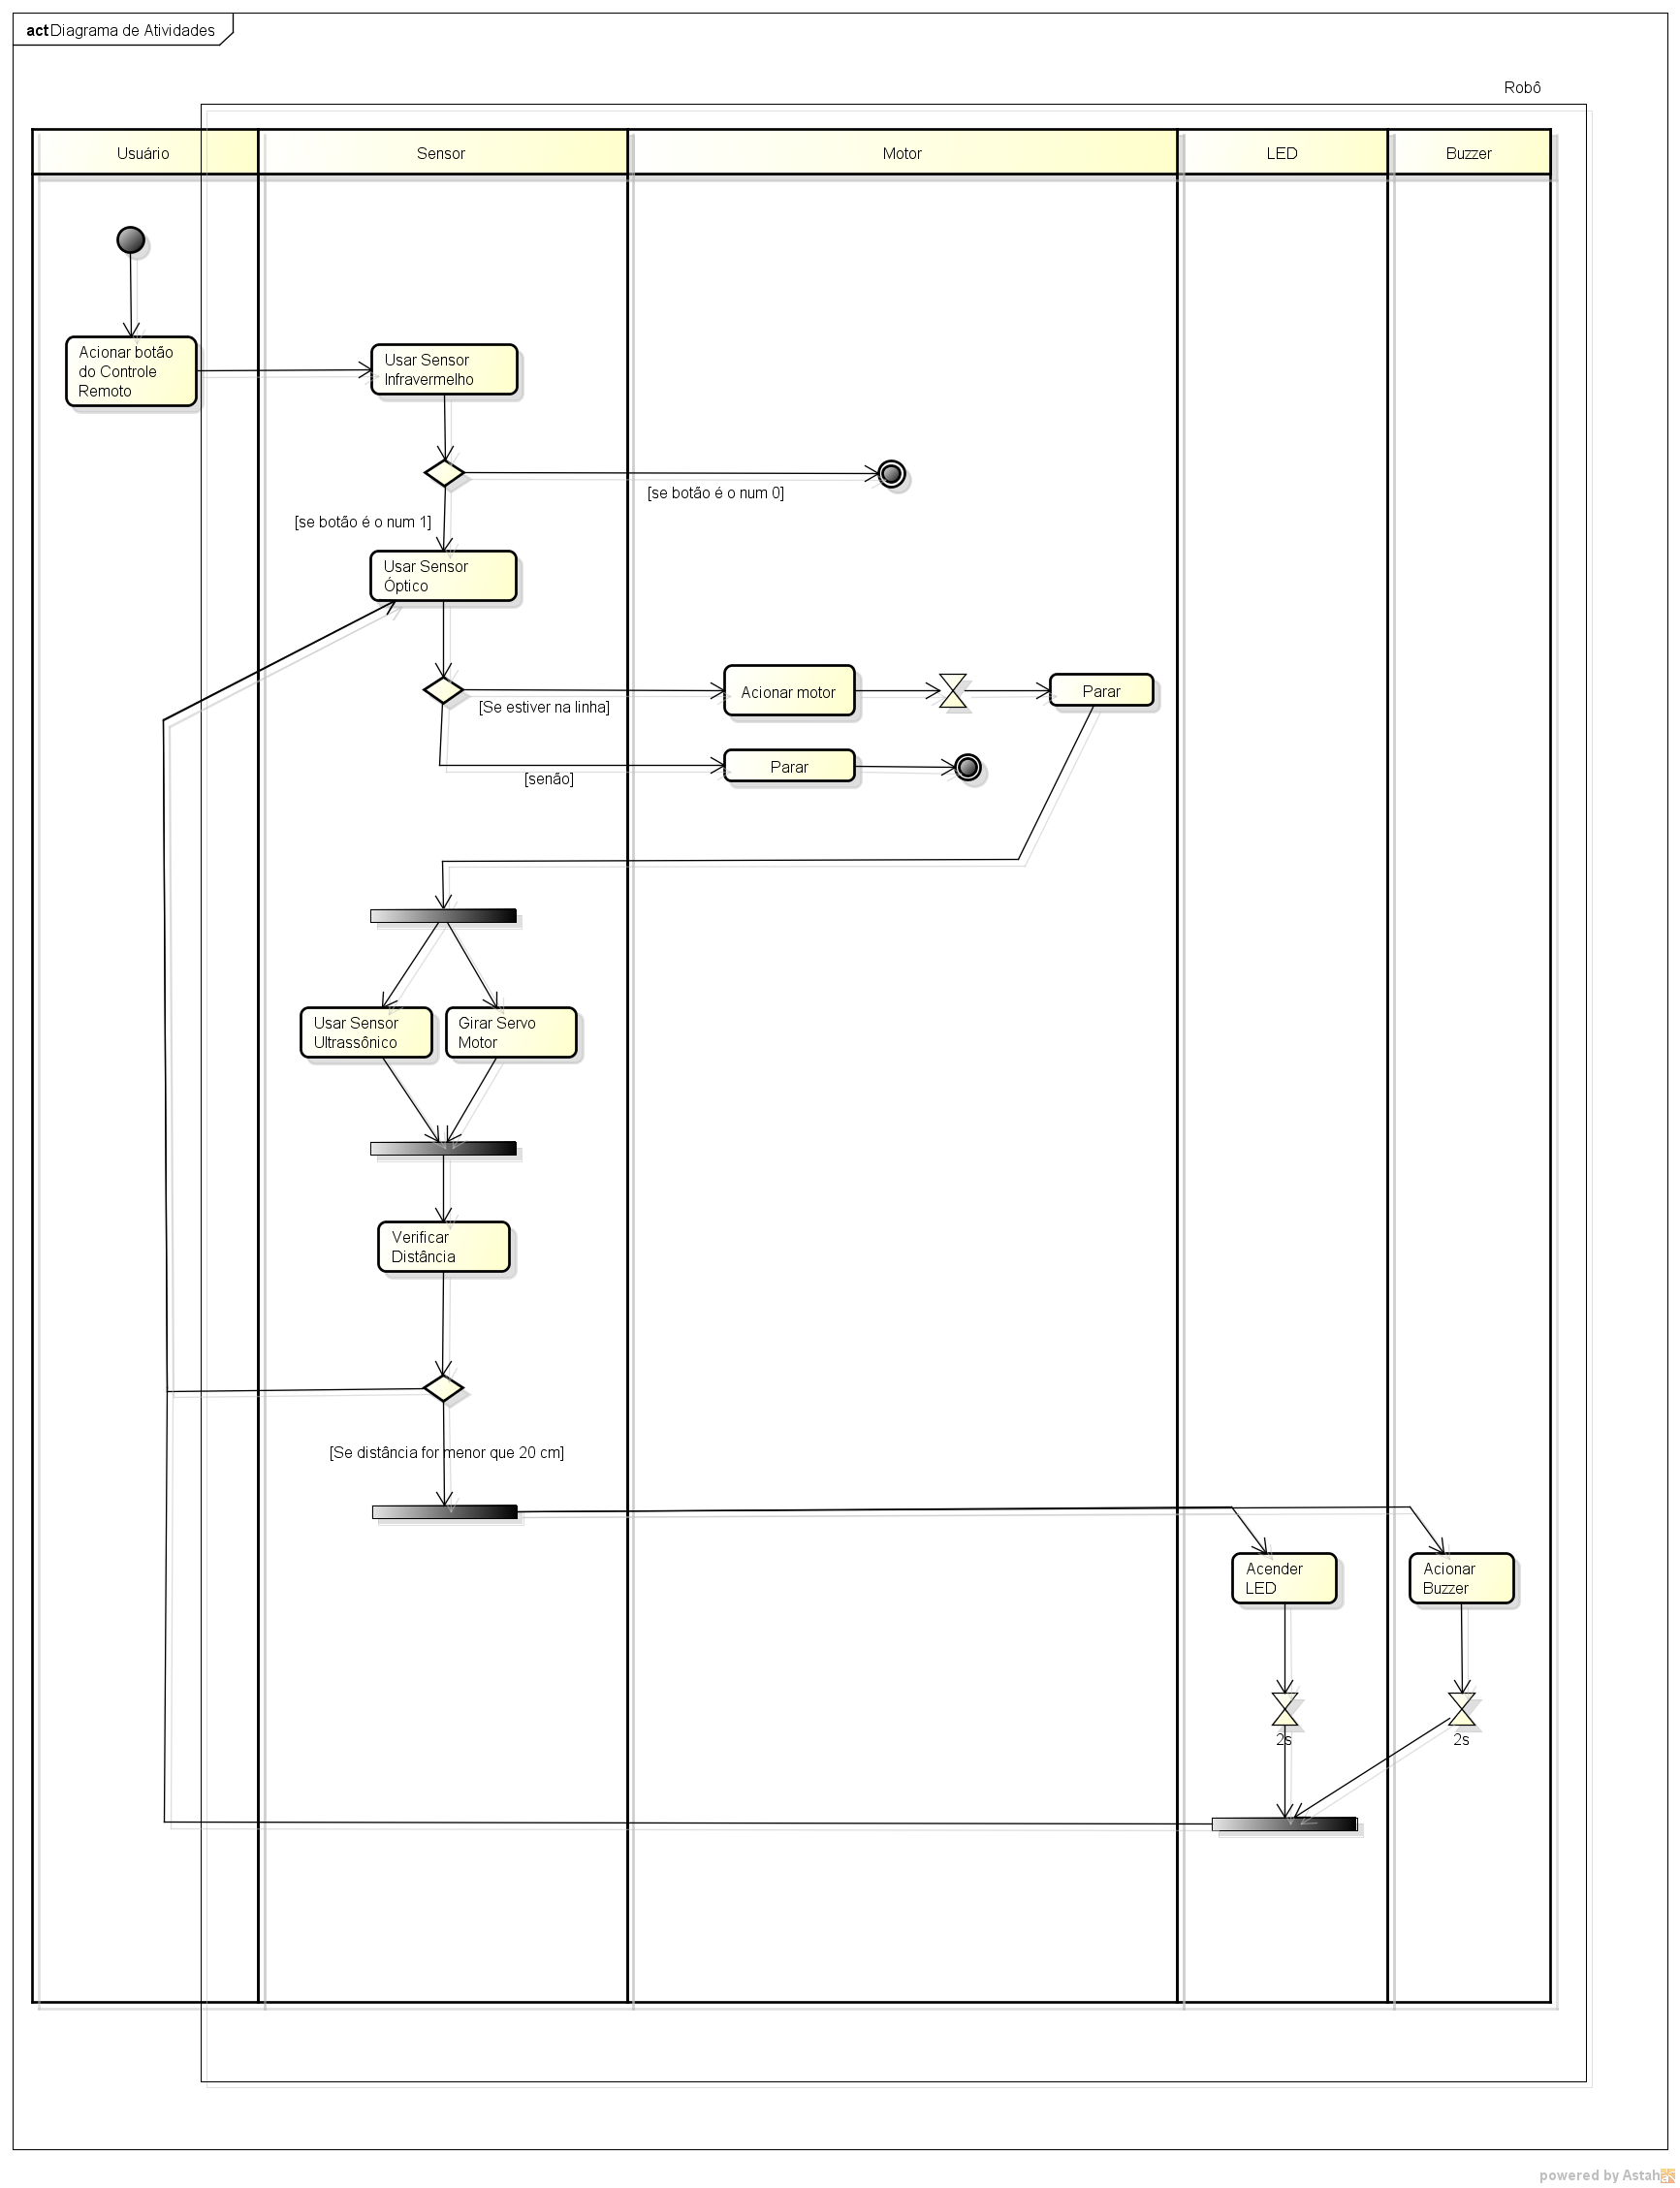 act Diagrama de Atividades
Robô
Usuário
Sensor
Motor
LED
Buzzer
Acionar botão
do Controle
Remoto
Usar Sensor
Infravermelho
[se botão é o num 0]
[se botão é o num 1]
Usar Sensor
Óptico
Acionar motor
Parar
[Se estiver na linha]
Parar
[senão]
Usar Sensor
Ultrassônico
Girar Servo
Motor
Verificar
Distância
[Se distância for menor que 20 cm]
Acender
LED
Acionar
Buzzer
2s
2s
powered by Astah